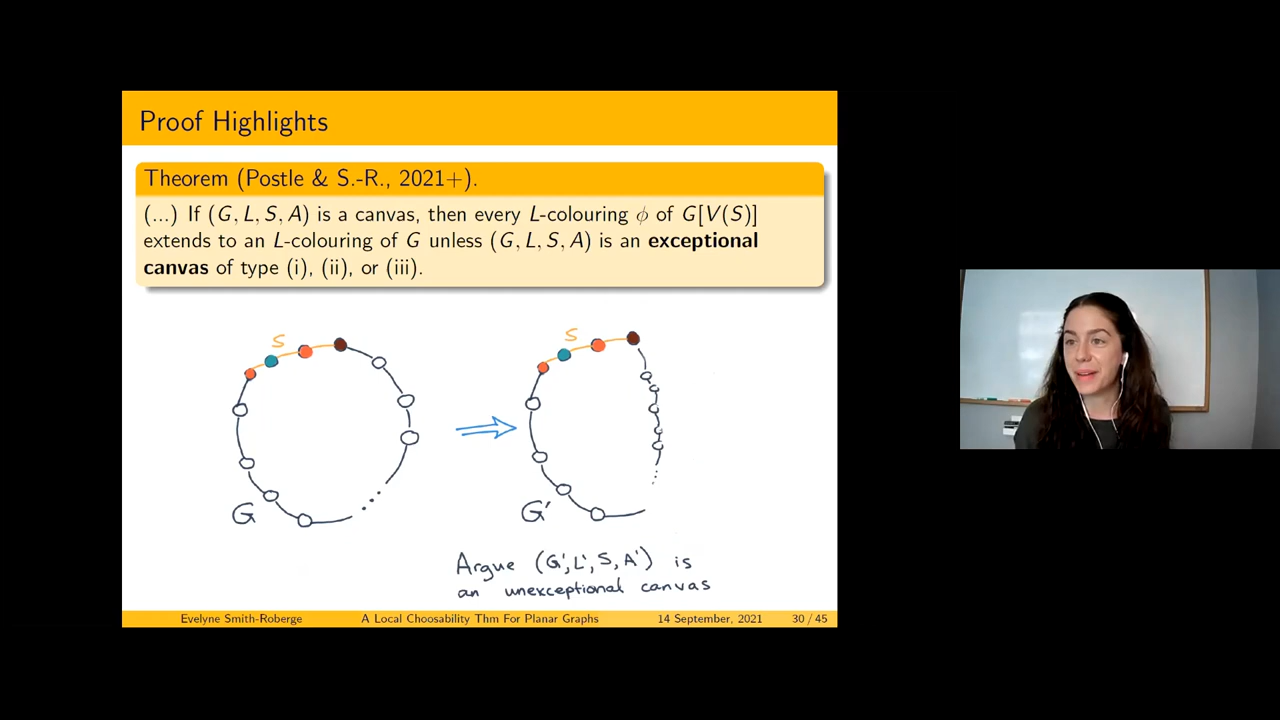 Proof Highlights
Theorem (Postle & S.-R., 2021+).
(...) If (G, L, S, A) is a canvas, then every L-colouring ϕ of G[V(S)]
extends to an L-colouring of G unless (G, L, S, A) is an exceptional
canvas of type (i), (ii), or (iii).
S
S
G
G'
Argue (G', L', S, A') is
an unexceptional canvas
Evelyne Smith-Roberge A Local Choosability Thm For Planar Graphs 14 September, 2021 30 / 45